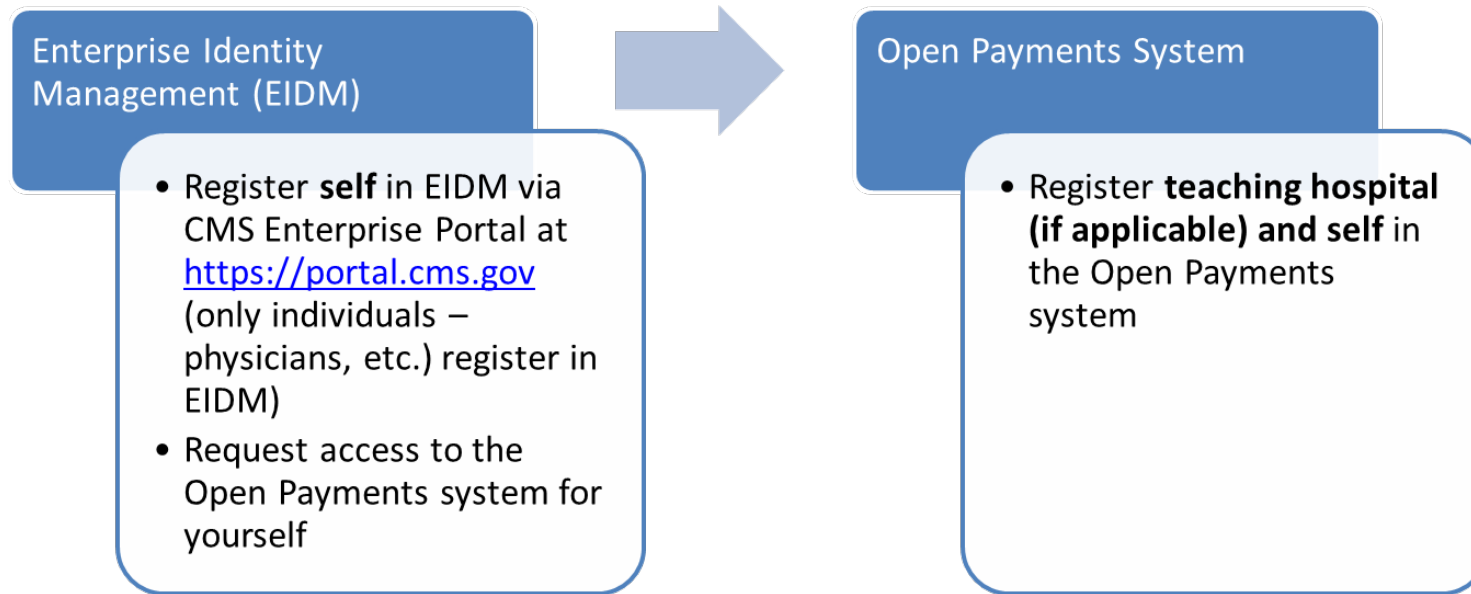 Enterprise Identity
Management (EIDM)
• Register self in EIDM via
CMS Enterprise Portal at
https://portal.cms.gov
(only individuals –
physicians, etc.) register in
EIDM)
• Request access to the
Open Payments system for
yourself
Open Payments System
• Register teaching hospital
(if applicable) and self in
the Open Payments
system